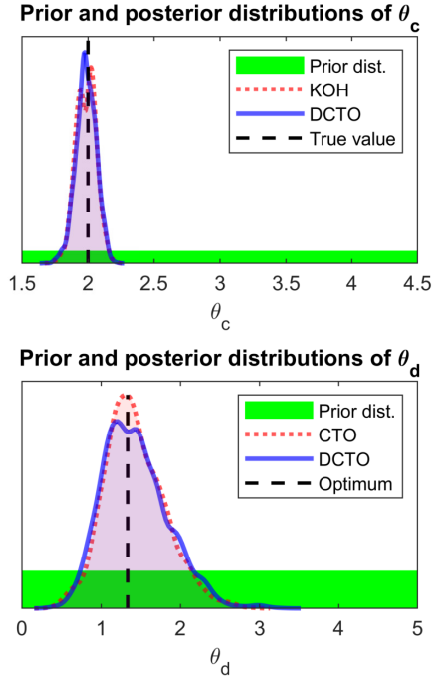 Prior and posterior distributions of θc
Prior dist.
KOH
DCTO
True value
1.5 2 2.5 3 3.5 4 4.5
θc
Prior and posterior distributions of θd
Prior dist.
CTO
DCTO
Optimum
0 1 2 3 4 5
θd